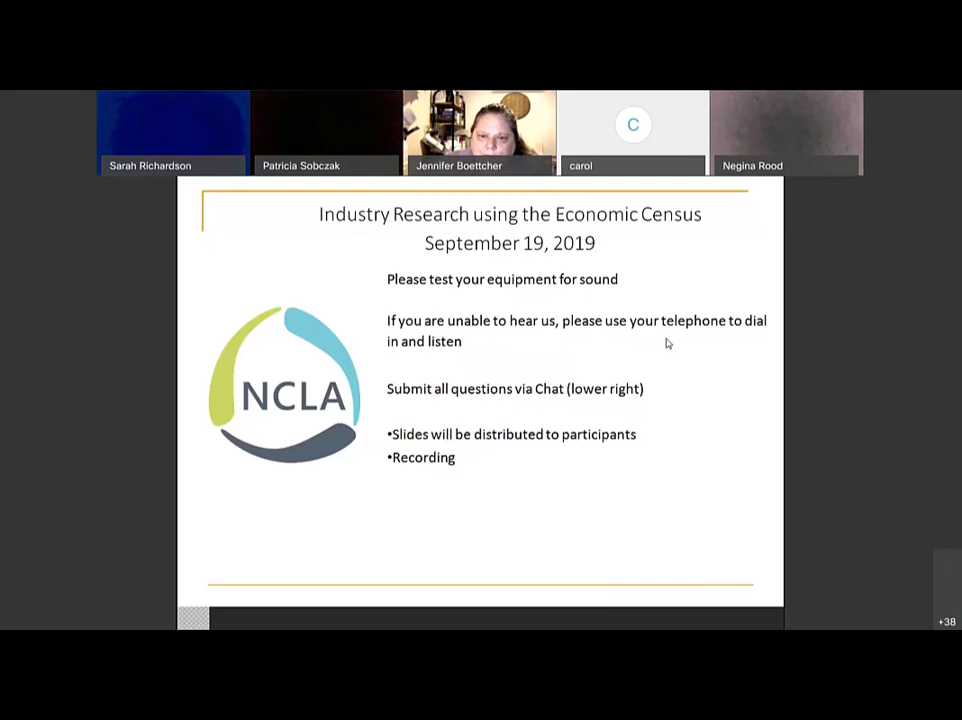 Sarah Richardson
Patricia Sobczak
Jennifer Boettcher
C
carol
Negina Rood
Industry Research using the Economic Census
September 19, 2019
Please test your equipment for sound
If you are unable to hear us, please use your telephone to dial
in and listen
Submit all questions via Chat (lower right)
•Slides will be distributed to participants
•Recording
NCLA
+38